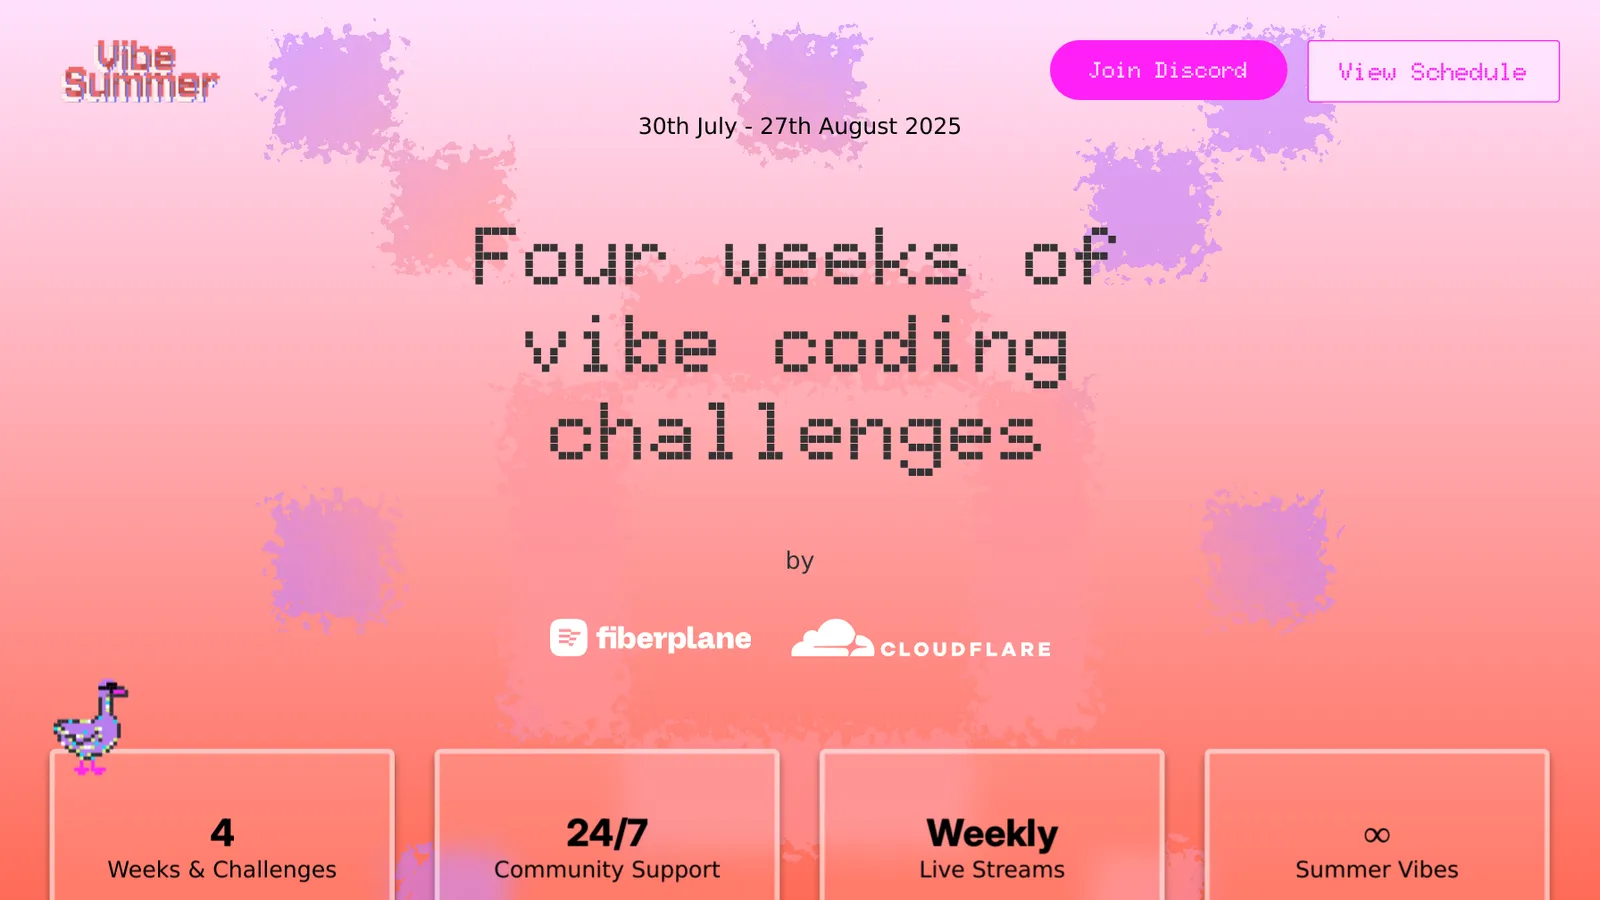 Vibe
Summer
Join Discord
View Schedule
30th July - 27th August 2025
Four weeks of
vibe coding
challenges
by
fiberplane
CLOUDFLARE
4
Weeks & Challenges
24/7
Community Support
Weekly
Live Streams
∞
Summer Vibes